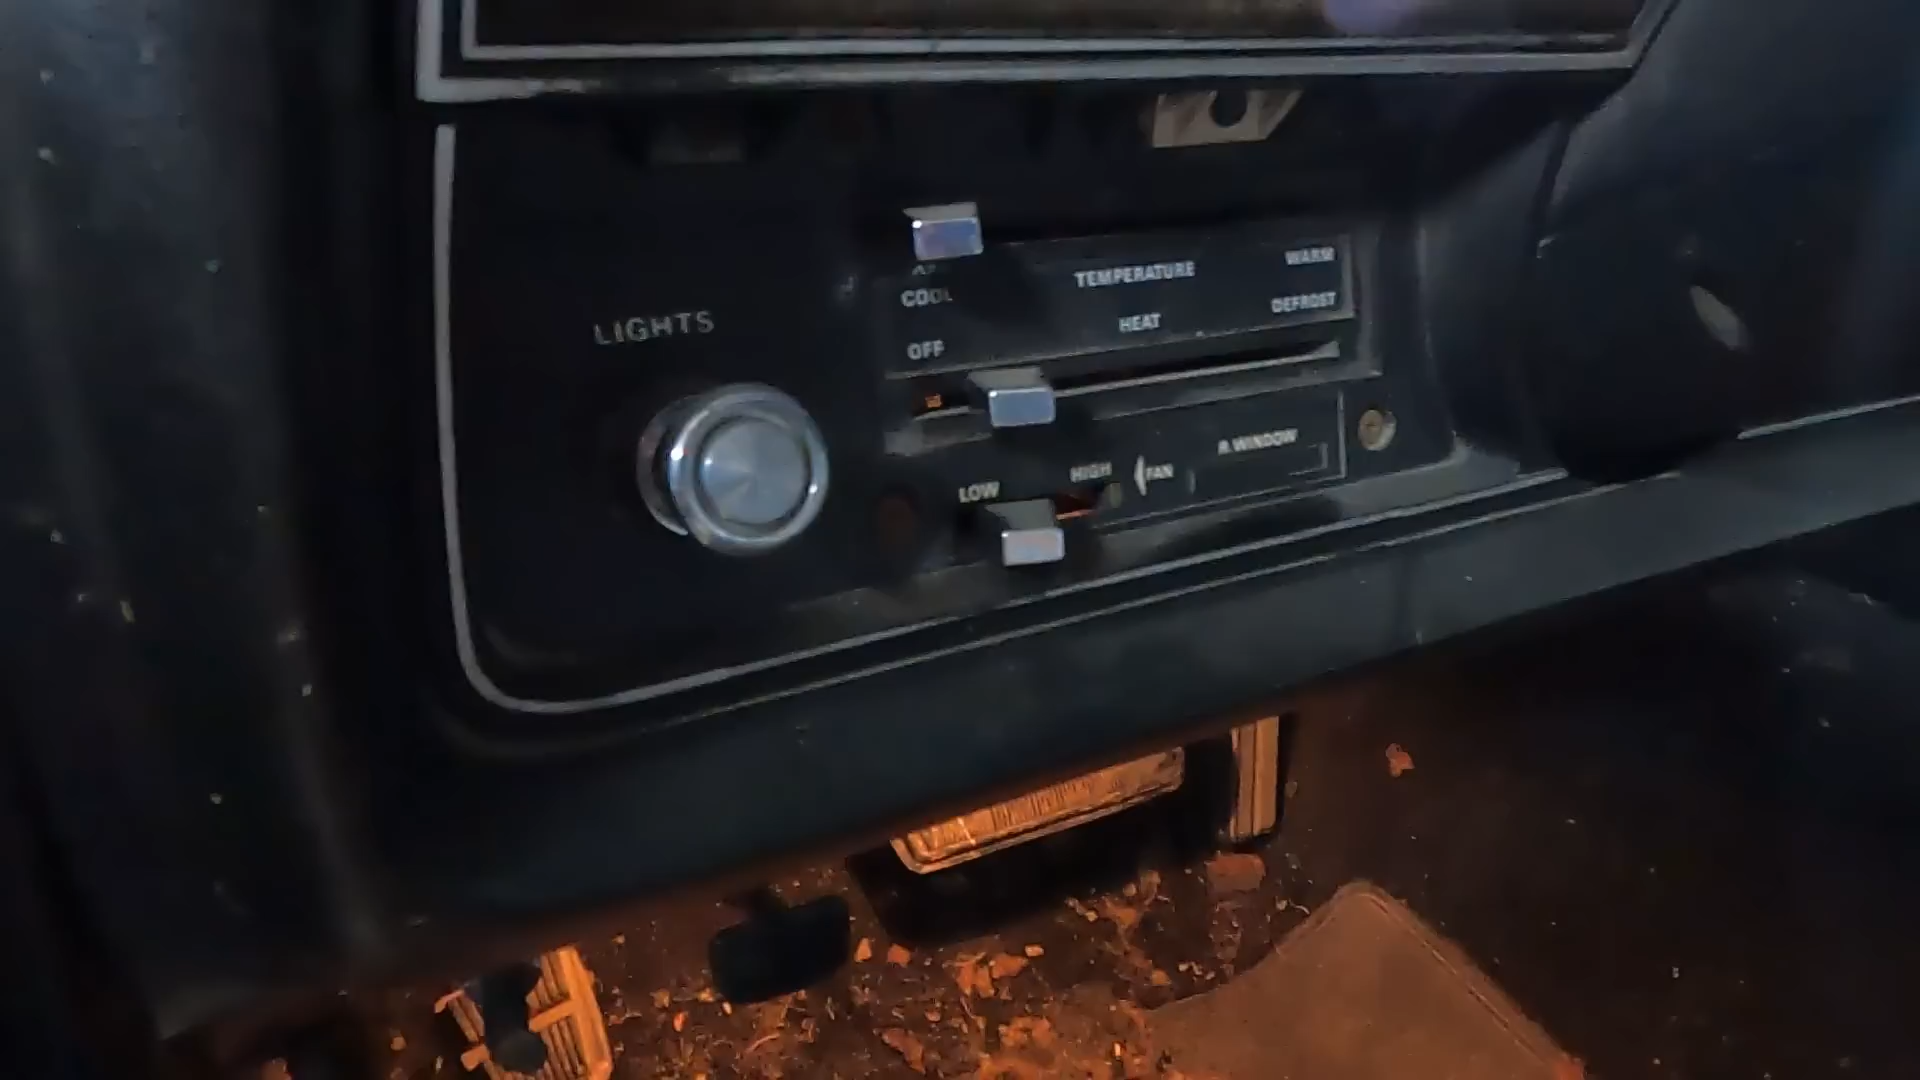 LIGHTS
COOL
TEMPERATURE
WARM
OFF
HEAT
DEFROST
LOW
HIGH
FAN
R. WINDOW